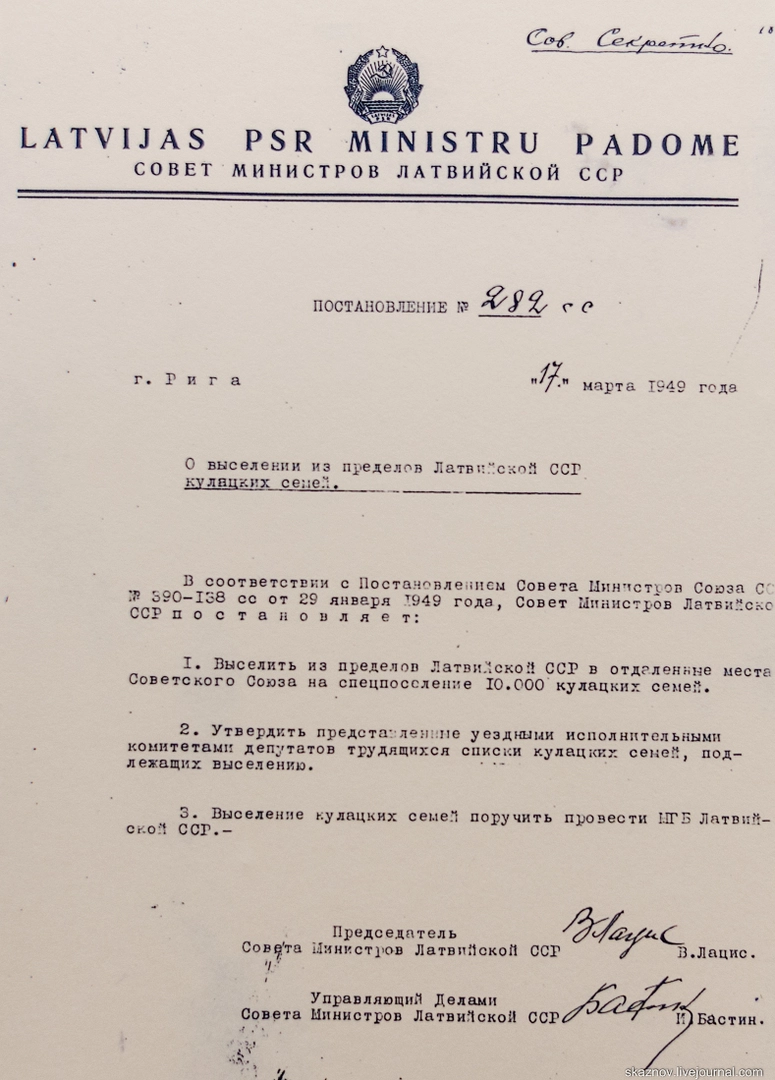 Сов. Секретно.
LATVIJAS PSR MINISTRU PADOME
СОВЕТ МИНИСТРОВ ЛАТВИЙСКОЙ ССР
ПОСТАНОВЛЕНИЕ № 282 сс
г. Рига
"17." марта 1949 года
О выселении из пределов Латвийской ССР
кулацких семей.
В соответствии с Постановлением Совета Министров Союза СС
№ 390-138 сс от 29 января 1949 года, Совет Министров Латвийско
ССР п о с т а н о в л я е т:
1. Выселить из пределов Латвийской ССР в отдаленные места
Советского Союза на спецпоселение 10.000 кулацких семей.
2. Утвердить представленные уездными исполнительными
комитетами депутатов трудящихся списки кулацких семей, под-
лежащих выселению.
3. Выселение кулацких семей поручить провести МГБ Латвий-
ской ССР.-
Председатель
Совета Министров Латвийской ССР
ВЛацис
В.Лацис.
Управляющий Делами
Совета Министров Латвийской ССР
И.Бастин.
skaznov.livejournal.com